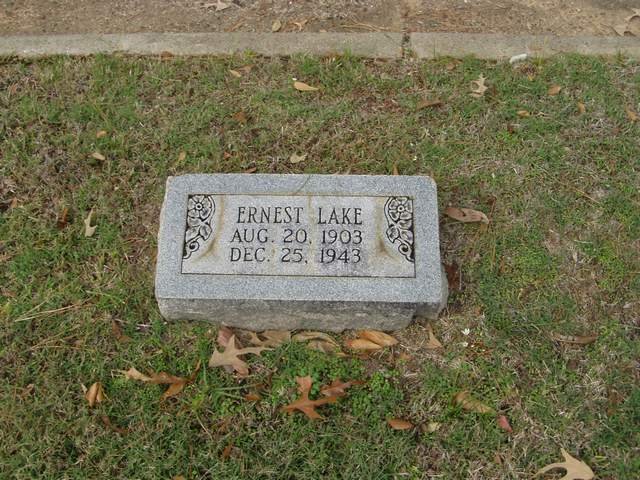 ERNEST LAKE
AUG. 20, 1903
DEC. 25, 1943